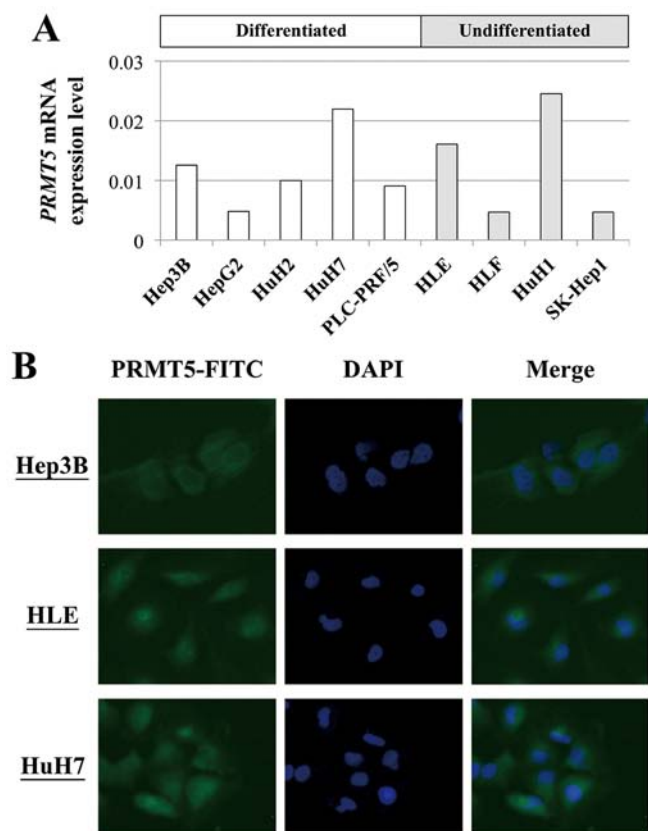 A
Differentiated Undifferentiated
PRMT5 mRNA
expression level
0.03
0.02
0.01
0
Hep3B
HepG2
HuH2
HuH7
PLC-PRF/5
HLE
HLF
HuH1
SK-Hep1
B
PRMT5-FITC DAPI Merge
Hep3B
HLE
HuH7